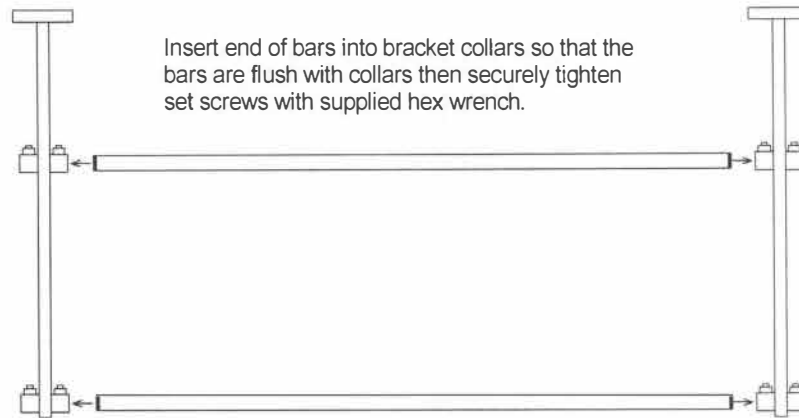 Insert end of bars into bracket collars so that the
bars are flush with collars then securely tighten
set screws with supplied hex wrench.